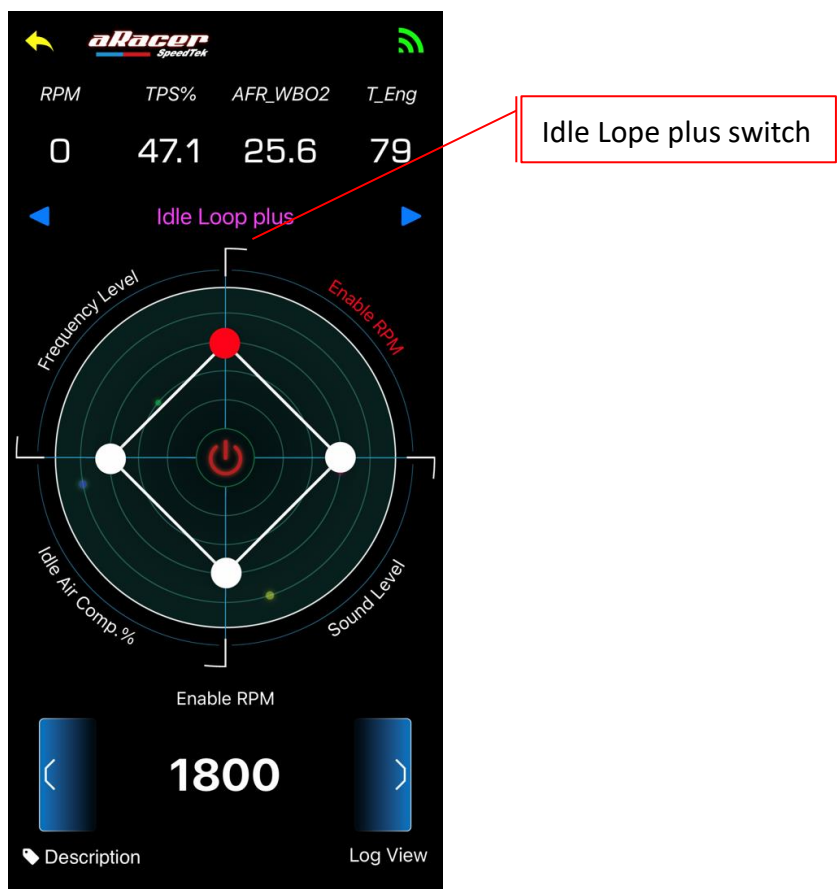 aRacer
SpeedTek
RPM TPS% AFR_WBO2 T_Eng
0 47.1 25.6 79
Idle Lope plus switch
Idle Loop plus
Frequency Level
Enable RPM
Idle Air Comp.%
Sound Level
Enable RPM
1800
Description
Log View